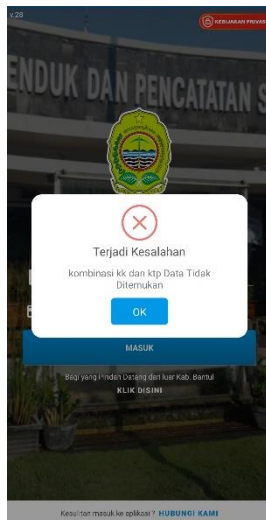 v.28
KEBIJAKAN PRIVAS
ENDUK DAN PENCATATAN S
Terjadi Kesalahan
kombinasi kk dan ktp Data Tidak
Ditemukan
OK
MASUK
Bagi yang Pindah Datang dari luar Kab. Bantul
KLIK DISINI
Kesulitan masuk ke aplikasi ? HUBUNGI KAMI